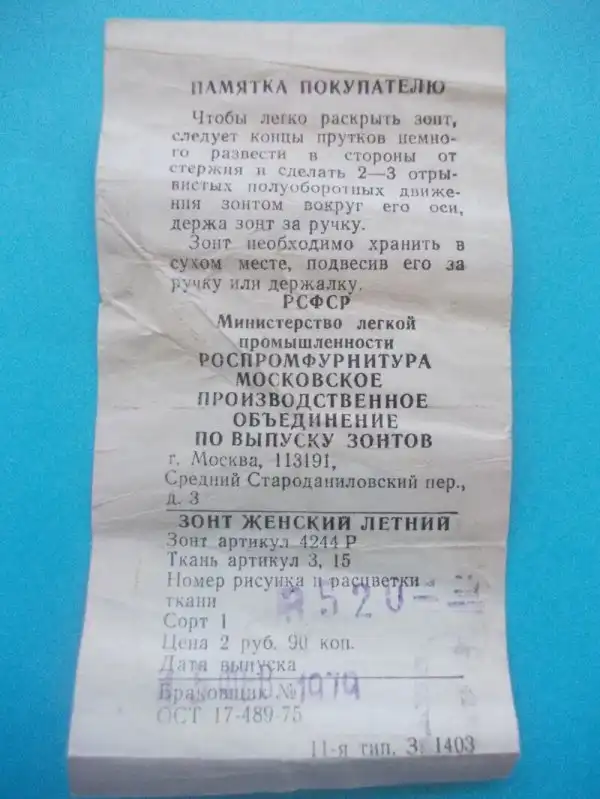 ПАМЯТКА ПОКУПАТЕЛЮ
Чтобы легко раскрыть зонт,
следует концы прутков немно-
го развести в стороны от
стержня и сделать 2—3 отры-
вистых полуоборотных движе-
ния зонтом вокруг его оси,
держа зонт за ручку.
Зонт необходимо хранить в
сухом месте, подвесив его за
ручку или держалку.
РСФСР
Министерство легкой
промышленности
РОСПРОМФУРНИТУРА
МОСКОВСКОЕ
ПРОИЗВОДСТВЕННОЕ
ОБЪЕДИНЕНИЕ
ПО ВЫПУСКУ ЗОНТОВ
г. Москва, 113191,
Средний Староданиловский пер.,
д. 3
ЗОНТ ЖЕНСКИЙ ЛЕТНИЙ
Зонт артикул 4244 Р
Ткань артикул 3, 15
Номер рисунка и расцветки
ткани 520
Сорт 1
Цена 2 руб. 90 коп.
Дата выпуска
1979
Браковщик №
ОСТ 17-489-75
11-я тип. З. 1403